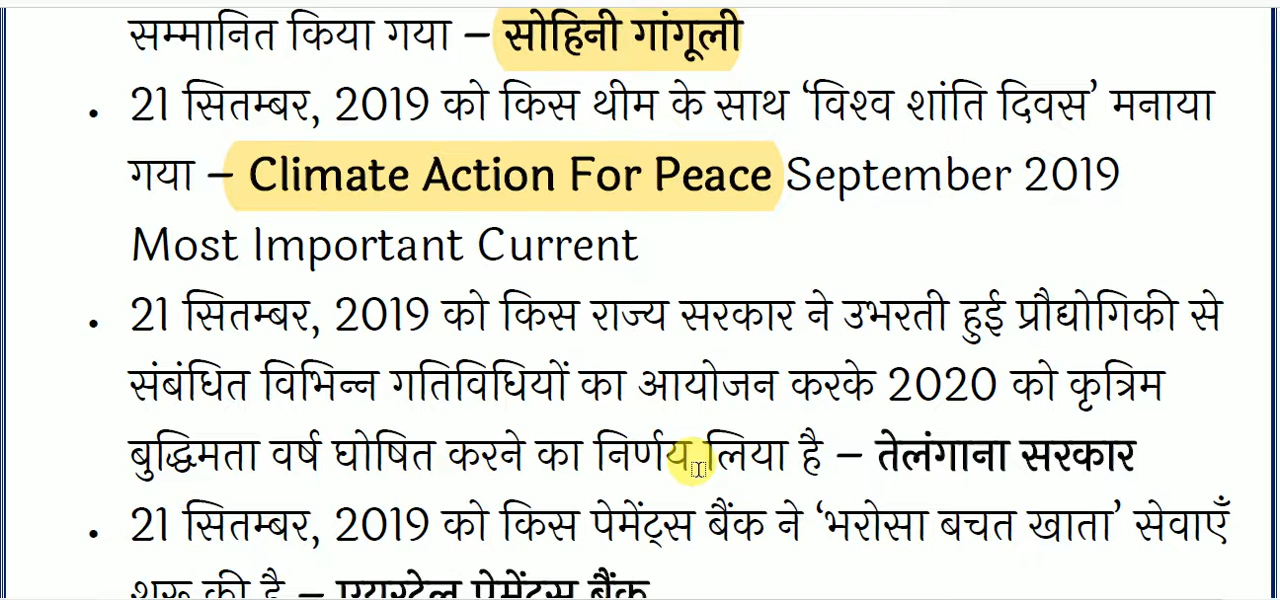 सम्मानित किया गया – सोहिनी गांगूली
• 21 सितम्बर, 2019 को किस थीम के साथ ‘विश्व शांति दिवस’ मनाया
गया – Climate Action For Peace September 2019
Most Important Current
• 21 सितम्बर, 2019 को किस राज्य सरकार ने उभरती हुई प्रौद्योगिकी से
संबंधित विभिन्न गतिविधियों का आयोजन करके 2020 को कृत्रिम
बुद्धिमता वर्ष घोषित करने का निर्णय लिया है – तेलंगाना सरकार
• 21 सितम्बर, 2019 को किस पेमेंट्स बैंक ने ‘भरोसा बचत खाता’ सेवाएँ
शुरू की है – एयरटेल पेमेंट्स बैंक